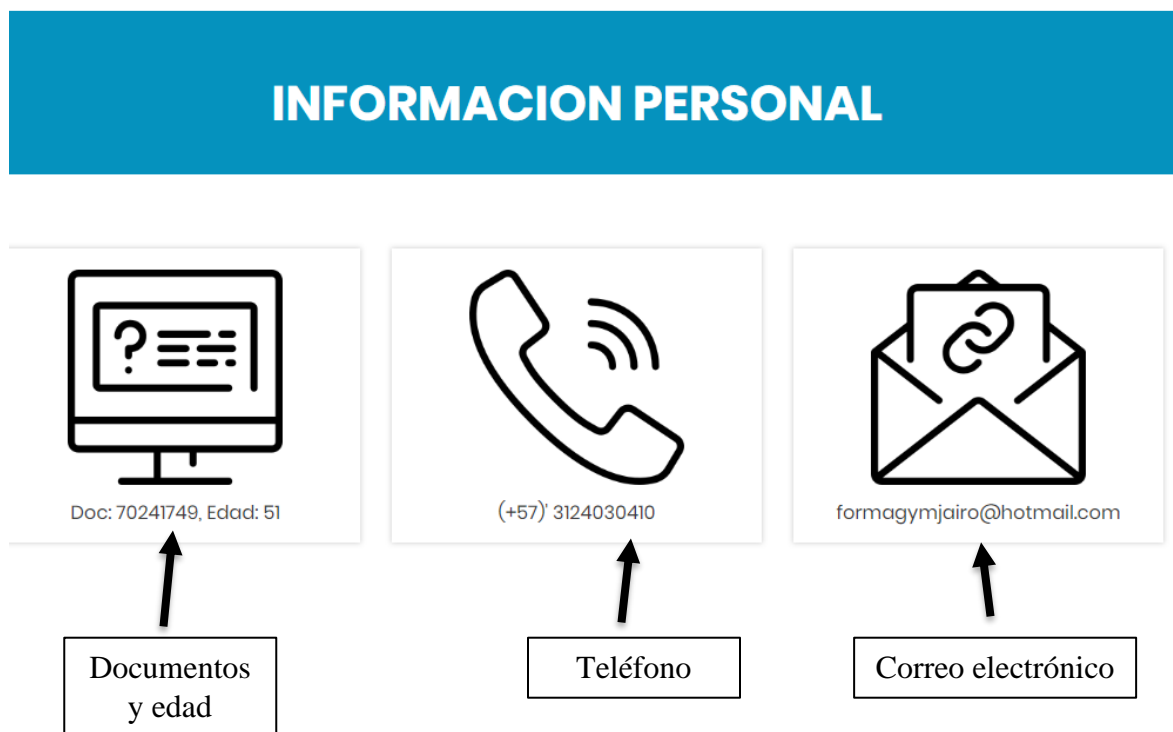 INFORMACION PERSONAL
?
Doc: 70241749, Edad: 51
(+57)' 3124030410
formagymjairo@hotmail.com
Documentos
y edad
Teléfono
Correo electrónico